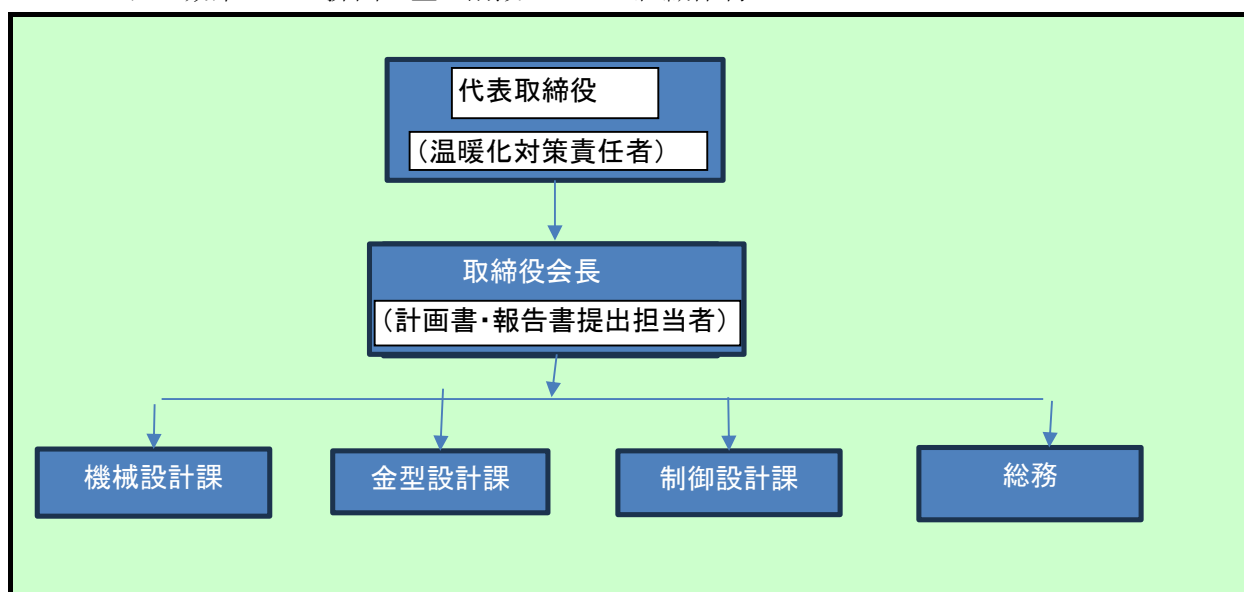 代表取締役
（温暖化対策責任者）
取締役会長
（計画書・報告書提出担当者）
機械設計課
金型設計課
制御設計課
総務